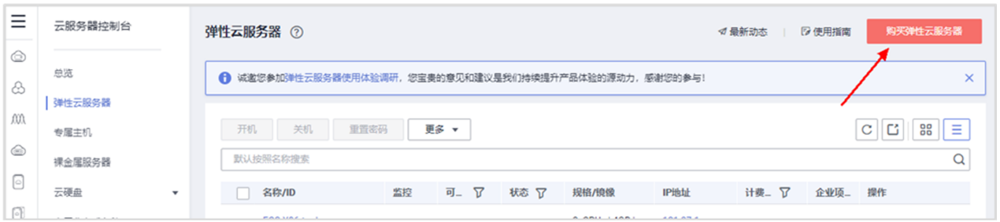 云服务器控制台
弹性云服务器
最新动态
使用指南
购买弹性云服务器
诚邀您参加弹性云服务器使用体验调研，您宝贵的意见和建议是我们持续提升产品体验的源动力，感谢您的参与！
总览
弹性云服务器
专属主机
裸金属服务器
云硬盘
开机 关机 重置密码 更多
默认按照名称搜索
名称/ID 监控 可... 状态 规格/镜像 IP地址 计费... 企业项... 操作